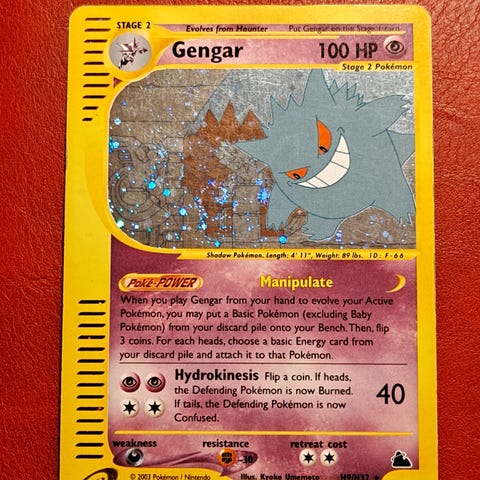 STAGE 2
Evolves from Haunter
Put Gengar on the Stage 1 card
Gengar
100 HP
Stage 2 Pokémon
Shadow Pokémon. Length: 4' 11", Weight: 89 lbs. ID: F-66
Poké-POWER
Manipulate
When you play Gengar from your hand to evolve your Active
Pokémon, you may put a Basic Pokémon (excluding Baby
Pokémon) from your discard pile onto your Bench. Then, flip
3 coins. For each heads, choose a basic Energy card from
your discard pile and attach it to that Pokémon.
Hydrokinesis Flip a coin. If heads,
the Defending Pokémon is now Burned.
If tails, the Defending Pokémon is now
Confused.
40
weakness
resistance
retreat cost
-30
© 2003 Pokémon / Nintendo
Illus. Kyoko Umemoto
H9/H32